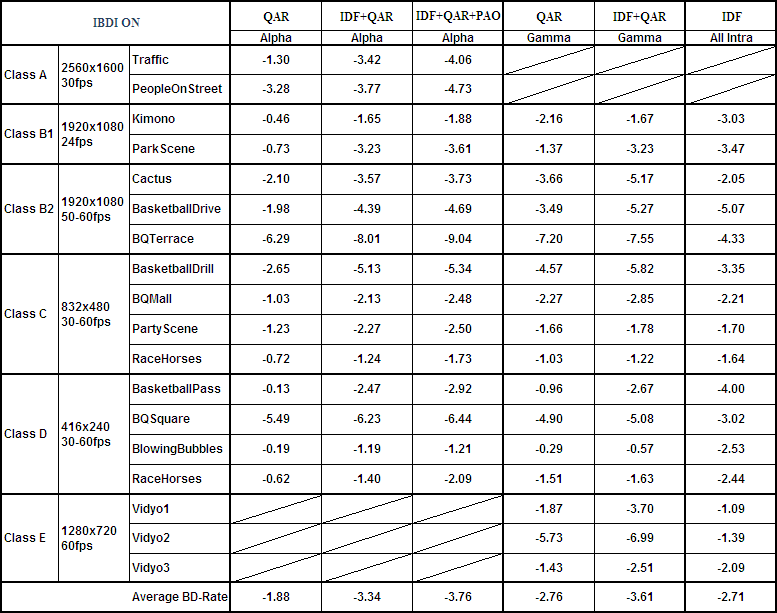 IBDI ON QAR IDF+QAR IDF+QAR+PAO QAR IDF+QAR IDF
Alpha Alpha Alpha Gamma Gamma All Intra
Class A 2560x1600 30fps Traffic -1.30 -3.42 -4.06
PeopleOnStreet -3.28 -3.77 -4.73
Class B1 1920x1080 24fps Kimono -0.46 -1.65 -1.88 -2.16 -1.67 -3.03
ParkScene -0.73 -3.23 -3.61 -1.37 -3.23 -3.47
Class B2 1920x1080 50-60fps Cactus -2.10 -3.57 -3.73 -3.66 -5.17 -2.05
BasketballDrive -1.98 -4.39 -4.69 -3.49 -5.27 -5.07
BQTerrace -6.29 -8.01 -9.04 -7.20 -7.55 -4.33
Class C 832x480 30-60fps BasketballDrill -2.65 -5.13 -5.34 -4.57 -5.82 -3.35
BQMall -1.03 -2.13 -2.48 -2.27 -2.85 -2.21
PartyScene -1.23 -2.27 -2.50 -1.66 -1.78 -1.70
RaceHorses -0.72 -1.24 -1.73 -1.03 -1.22 -1.64
Class D 416x240 30-60fps BasketballPass -0.13 -2.47 -2.92 -0.96 -2.67 -4.00
BQSquare -5.49 -6.23 -6.44 -4.90 -5.08 -3.02
BlowingBubbles -0.19 -1.19 -1.21 -0.29 -0.57 -2.53
RaceHorses -0.62 -1.40 -2.09 -1.51 -1.63 -2.44
Class E 1280x720 60fps Vidyo1 -1.87 -3.70 -1.09
Vidyo2 -5.73 -6.99 -1.39
Vidyo3 -1.43 -2.51 -2.09
Average BD-Rate -1.88 -3.34 -3.76 -2.76 -3.61 -2.71